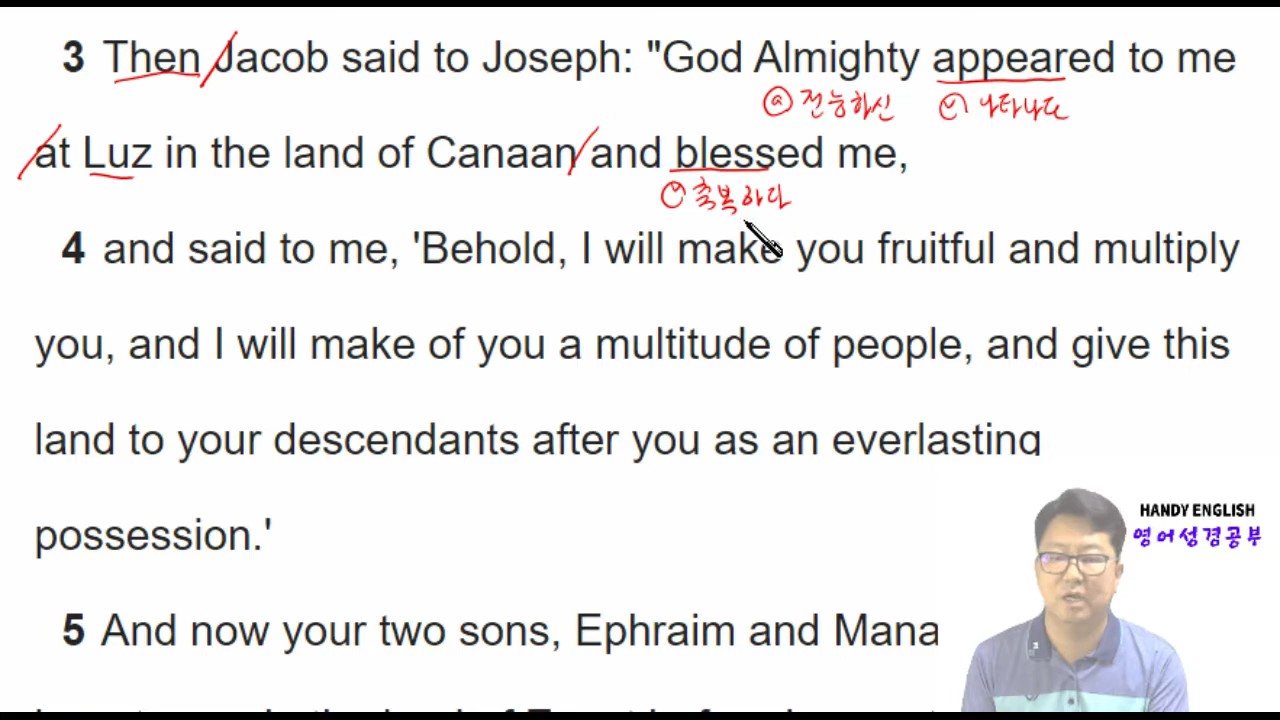 3 Then Jacob said to Joseph: "God Almighty appeared to me
ⓐ 전능하신 ⓥ 나타나다
at Luz in the land of Canaan and blessed me,
ⓥ 축복하다
4 and said to me, 'Behold, I will make you fruitful and multiply
you, and I will make of you a multitude of people, and give this
land to your descendants after you as an everlasting
possession.'
HANDY ENGLISH
영어성경공부
5 And now your two sons, Ephraim and Mana